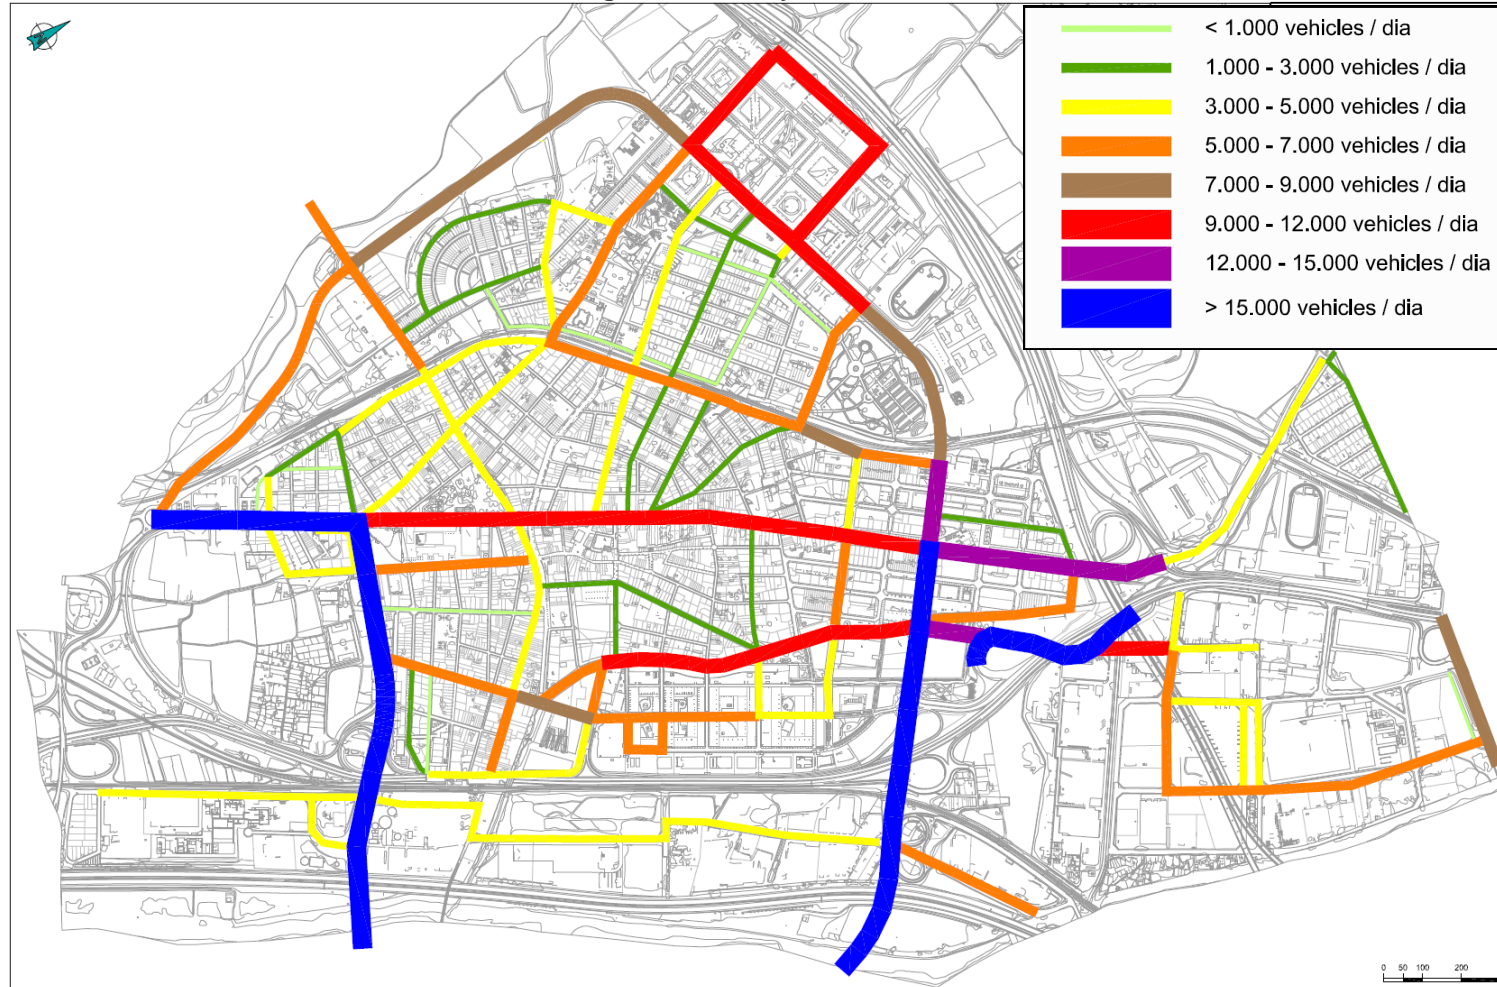 < 1.000 vehicles / dia
1.000 - 3.000 vehicles / dia
3.000 - 5.000 vehicles / dia
5.000 - 7.000 vehicles / dia
7.000 - 9.000 vehicles / dia
9.000 - 12.000 vehicles / dia
12.000 - 15.000 vehicles / dia
> 15.000 vehicles / dia
0 50 100 200